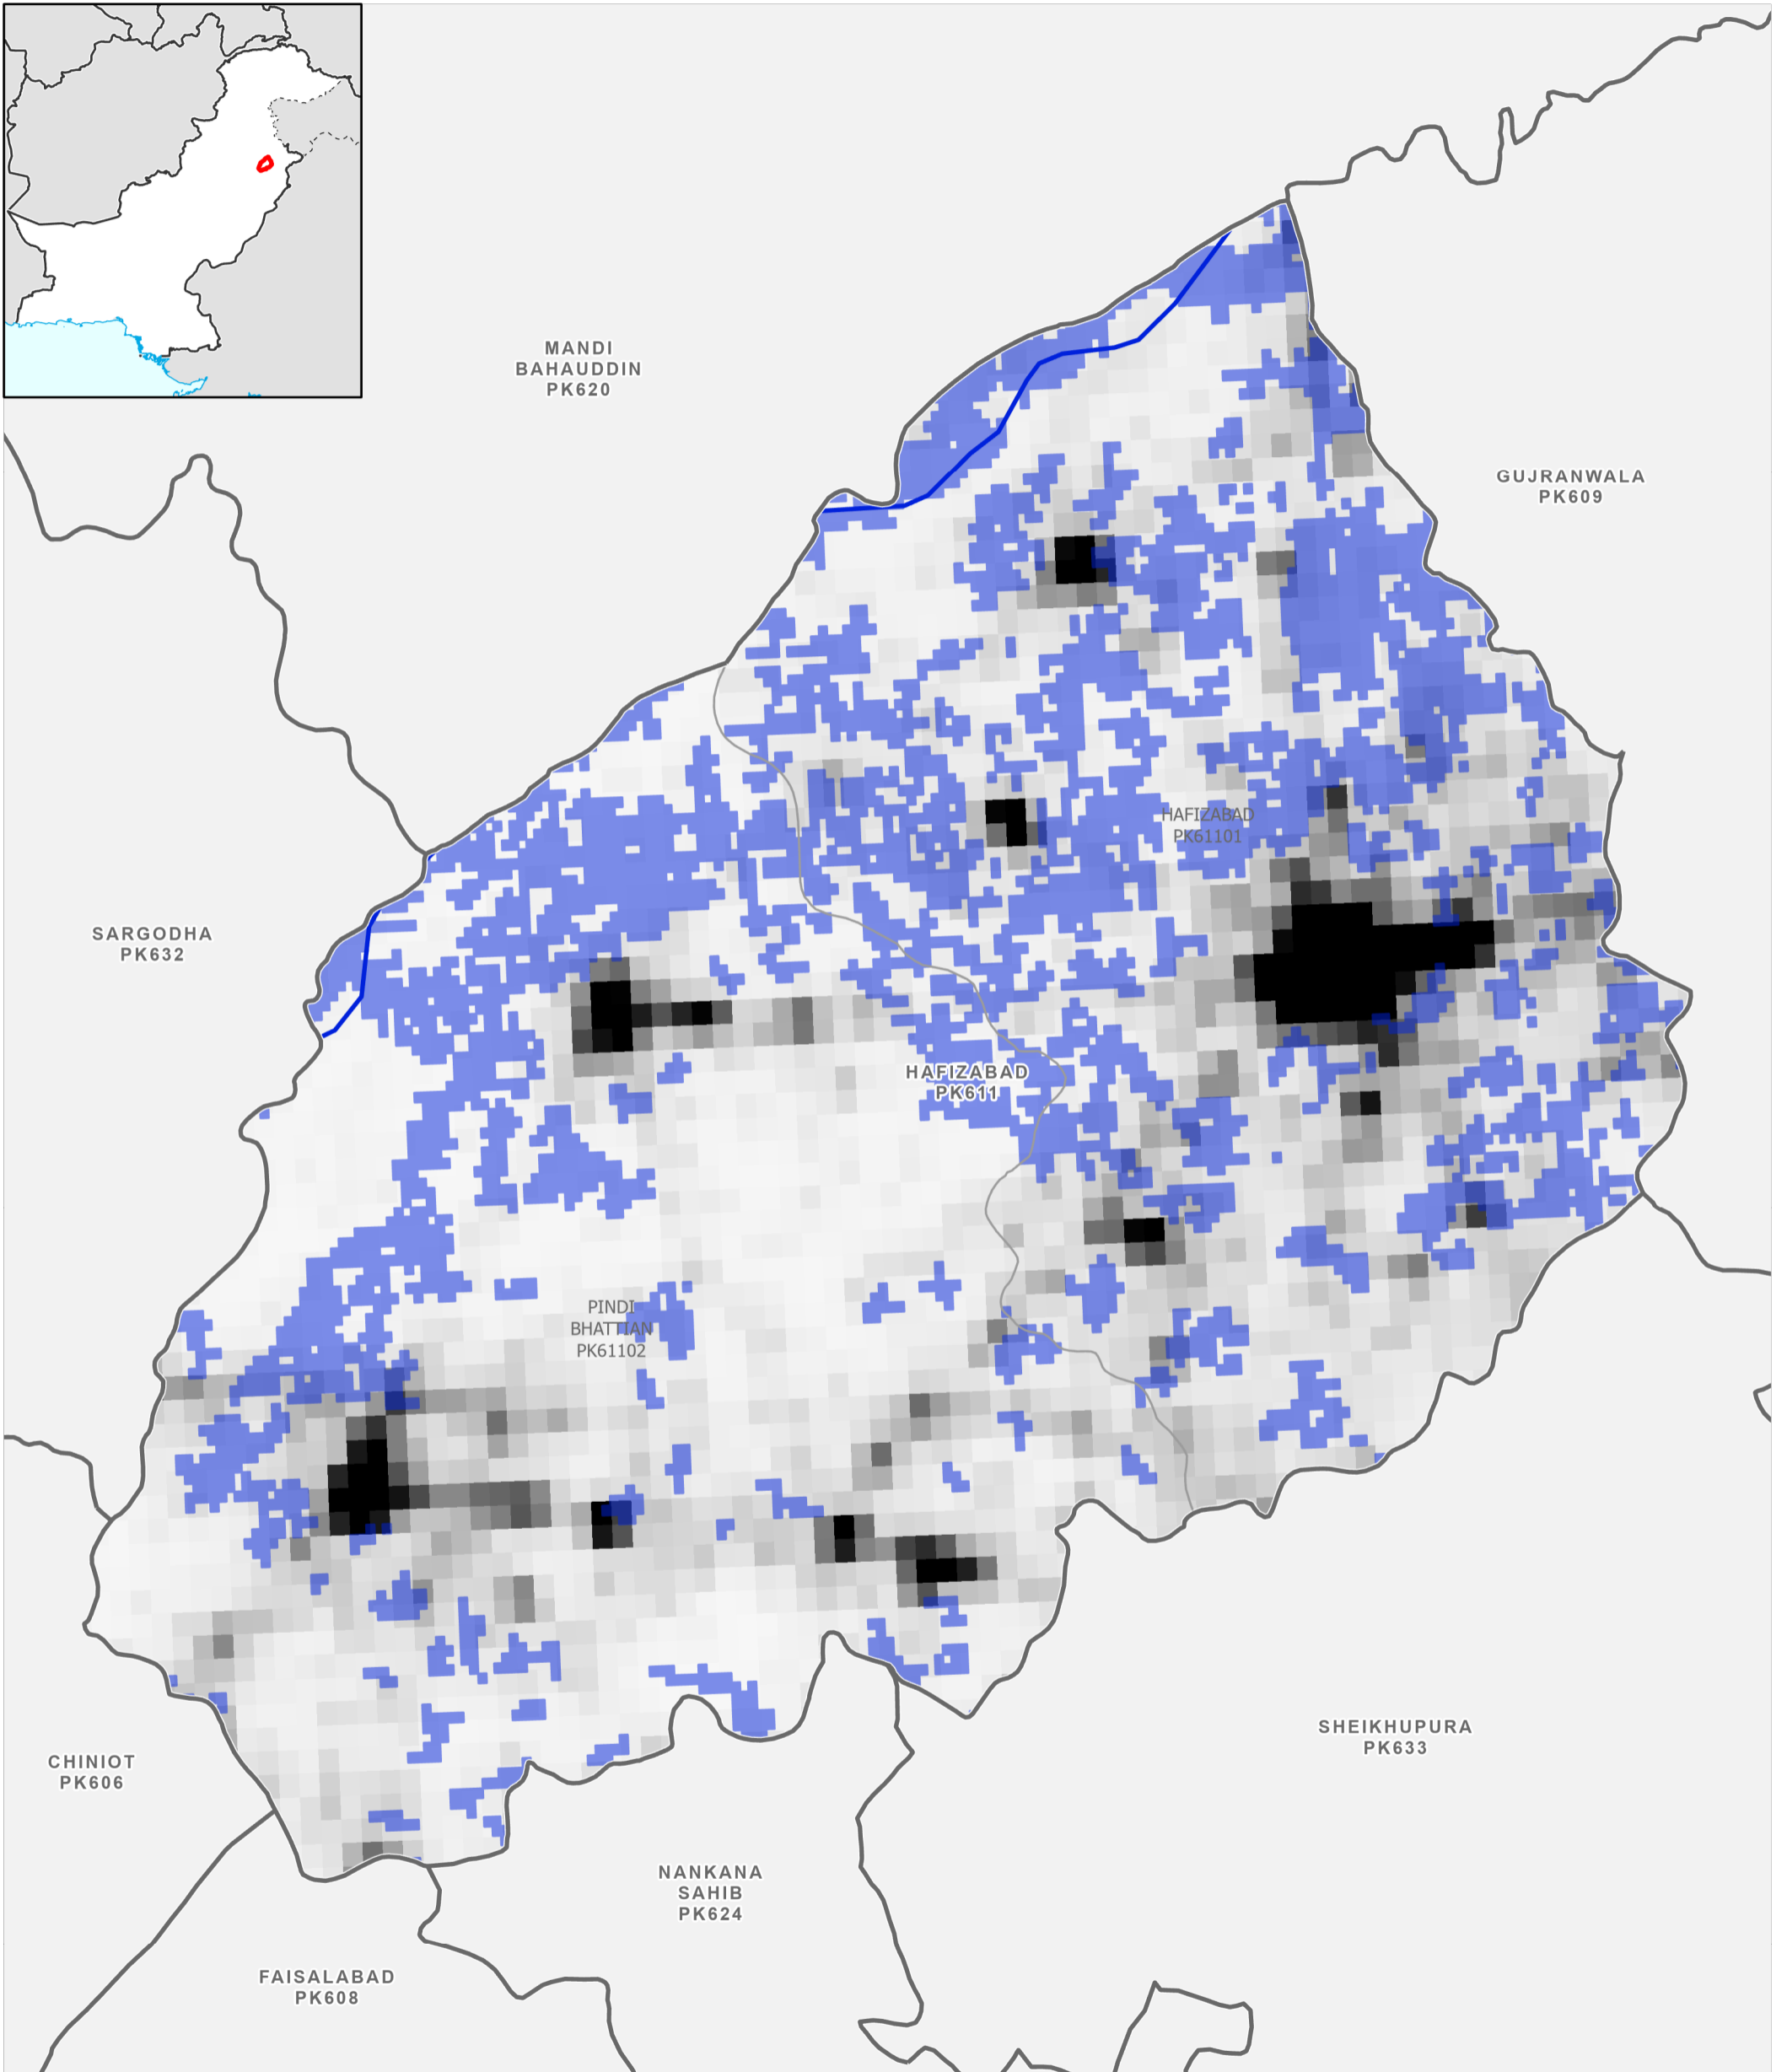 MANDI
BAHAUDDIN
PK620
GUJRANWALA
PK609
HAFIZABAD
PK61101
SARGODHA
PK632
HAFIZABAD
PK611
PINDI
BHATTIAN
PK61102
SHEIKHUPURA
PK633
CHINIOT
PK606
NANKANA
SAHIB
PK624
FAISALABAD
PK608